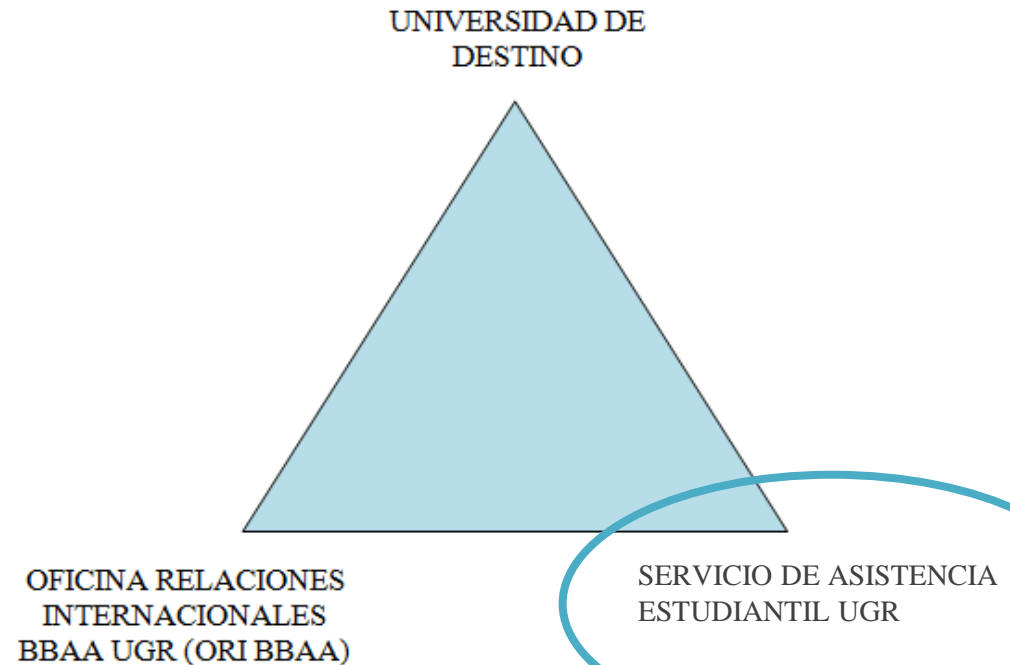 UNIVERSIDAD DE
DESTINO
OFICINA RELACIONES
INTERNACIONALES
BBAA UGR (ORI BBAA)
SERVICIO DE ASISTENCIA
ESTUDIANTIL UGR